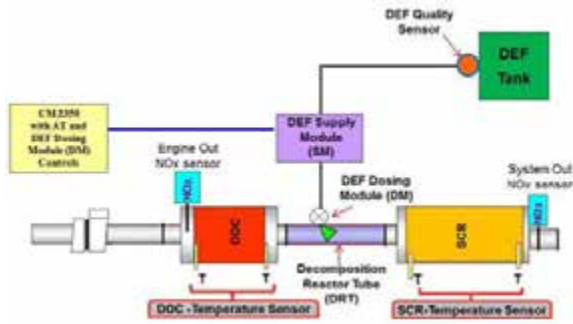 DEF Quality
Sensor
DEF
Tank
CM2350
with AT and
DEF Dosing
Module (DM)
Controls
DEF Supply
Module
(SM)
Engine Out
NOx sensor
NOx
System Out
NOx sensor
NOx
DEF Dosing
Module (DM)
DOC
SCR
Decomposition
Reactor Tube
(DRT)
T
T
T
T
DOC -Temperature Sensor
SCR-Temperature Sensor